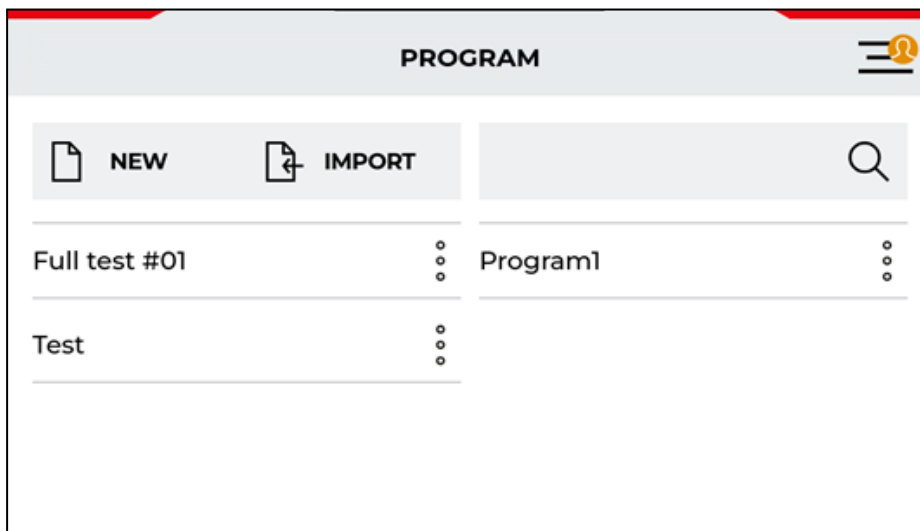 PROGRAM
NEW
IMPORT
Full test #01
Program1
Test